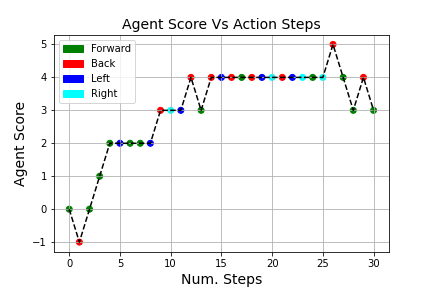 Agent Score Vs Action Steps
Forward
Back
Left
Right
5
4
3
2
1
0
−1
Agent Score
0 5 10 15 20 25 30
Num. Steps